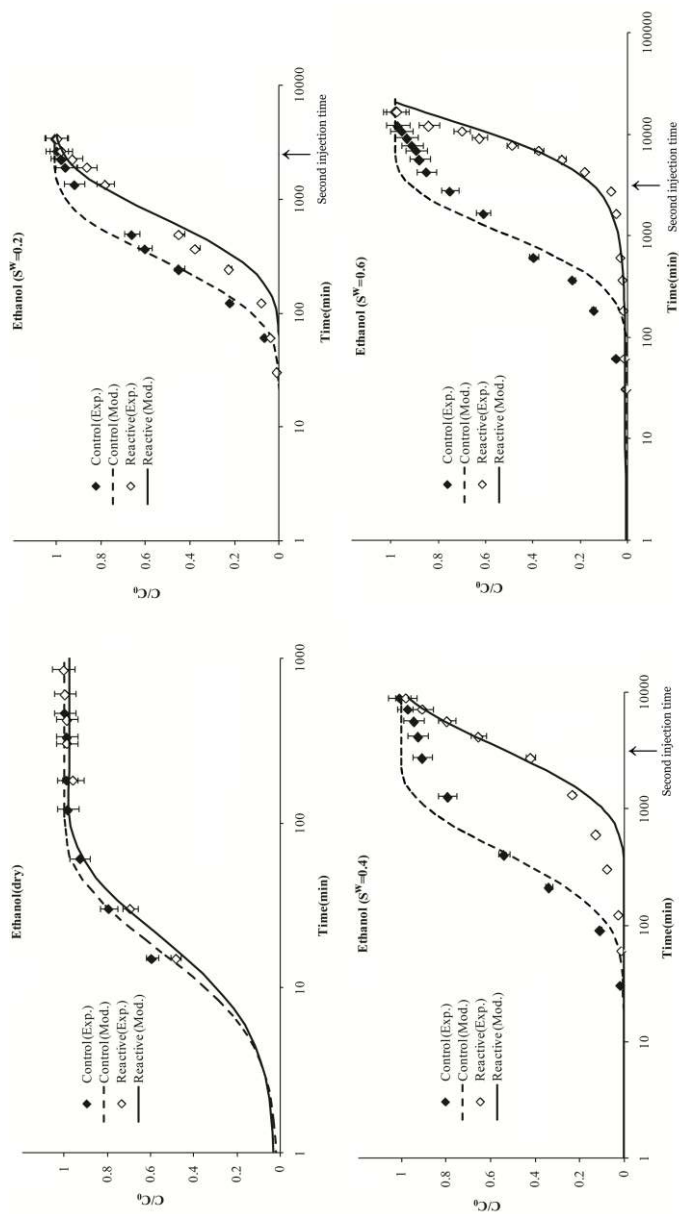 Ethanol(dry)
C/C₀
1
0.8
0.6
0.4
0.2
0
Control(Exp.)
Control(Mod.)
Reactive(Exp.)
Reactive(Mod.)
1
10
100
1000
Time(min)
Ethanol (Sᵂ=0.2)
C/C₀
1
0.8
0.6
0.4
0.2
0
Control(Exp.)
Control(Mod.)
Reactive(Exp.)
Reactive(Mod.)
1
10
100
1000
10000
Time(min)
Second injection time
Ethanol (Sᵂ=0.4)
C/C₀
1
0.8
0.6
0.4
0.2
0
Control(Exp.)
Control(Mod.)
Reactive(Exp.)
Reactive(Mod.)
1
10
100
1000
10000
Time(min)
Second injection time
Ethanol (Sᵂ=0.6)
C/C₀
1
0.8
0.6
0.4
0.2
0
Control(Exp.)
Control(Mod.)
Reactive(Exp.)
Reactive(Mod.)
1
10
100
1000
10000
100000
Time(min)
Second injection time